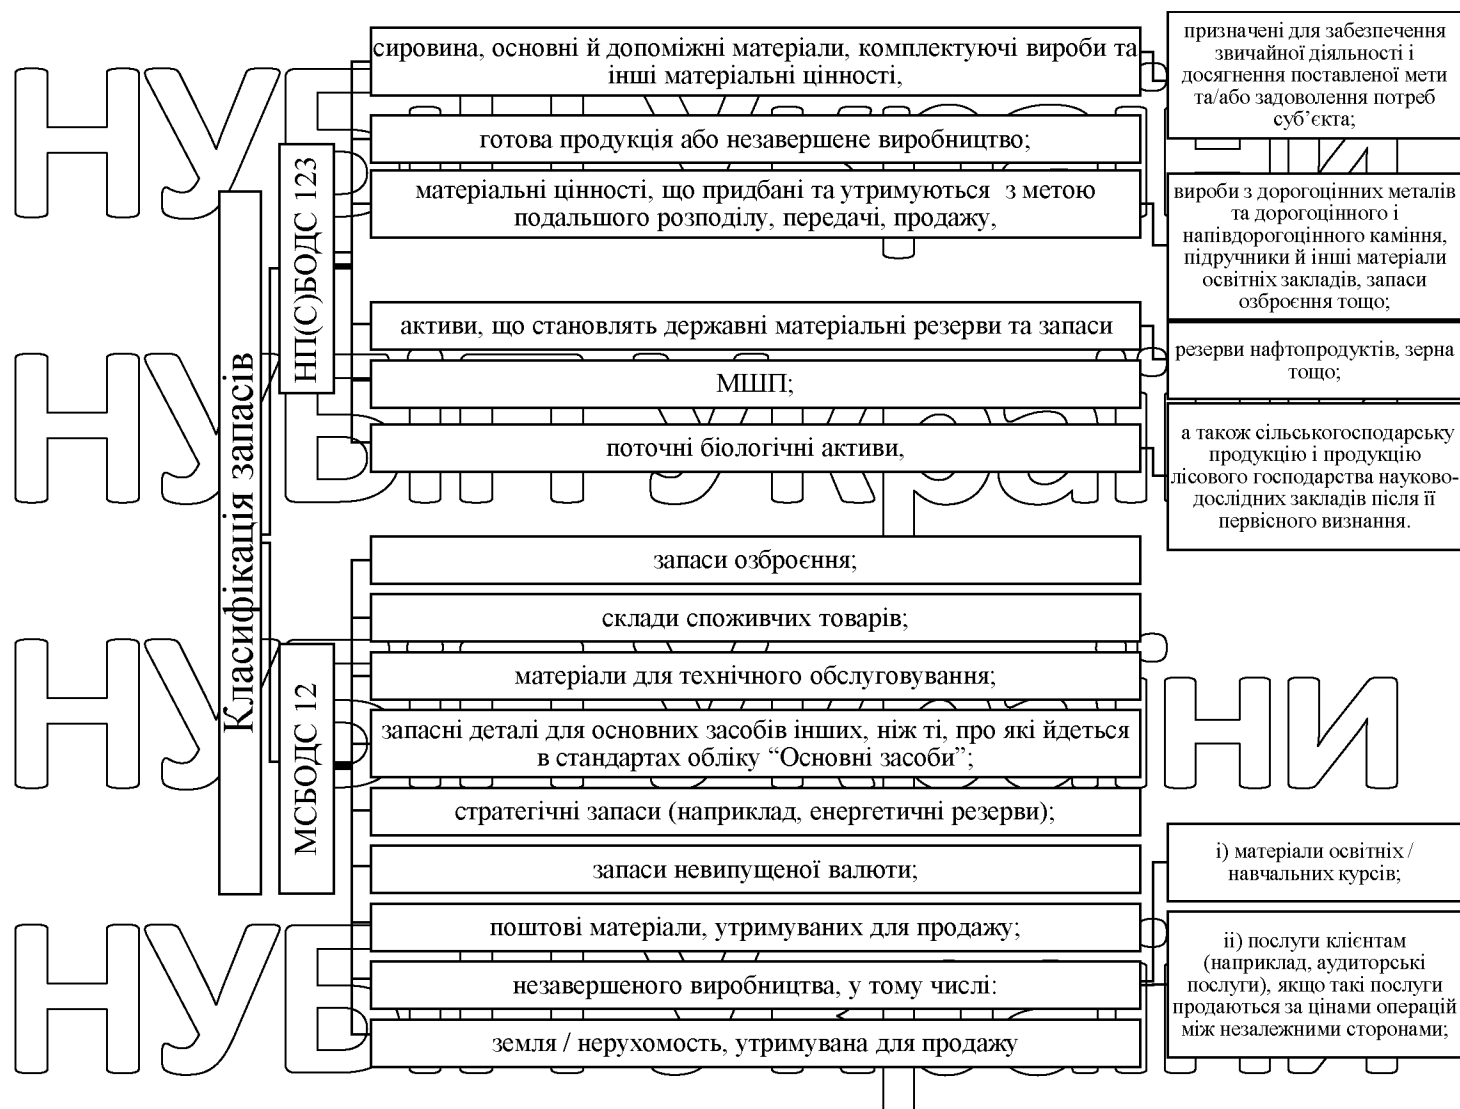 Класифікація запасів
НП(С)БОДС 123
сировина, основні й допоміжні матеріали, комплектуючі вироби та
інші матеріальні цінності,
призначені для забезпечення
звичайної діяльності і
досягнення поставленої мети
та/або задоволення потреб
суб’єкта;
готова продукція або незавершене виробництво;
матеріальні цінності, що придбані та утримуються з метою
подальшого розподілу, передачі, продажу,
вироби з дорогоцінних металів
та дорогоцінного і
напівдорогоцінного каміння,
підручники й інші матеріали
освітніх закладів, запаси
озброєння тощо;
активи, що становлять державні матеріальні резерви та запаси
резерви нафтопродуктів, зерна
тощо;
МШП;
поточні біологічні активи,
а також сільськогосподарську
продукцію і продукцію
лісового господарства науково-
дослідних закладів після її
первісного визнання.
МСБОДС 12
запаси озброєння;
склади споживчих товарів;
матеріали для технічного обслуговування;
запасні деталі для основних засобів інших, ніж ті, про які йдеться
в стандартах обліку “Основні засоби”;
стратегічні запаси (наприклад, енергетичні резерви);
запаси невипущеної валюти;
поштові матеріали, утримуваних для продажу;
незавершеного виробництва, у тому числі:
і) матеріали освітніх /
навчальних курсів;
іі) послуги клієнтам
(наприклад, аудиторські
послуги), якщо такі послуги
продаються за цінами операцій
між незалежними сторонами;
земля / нерухомость, утримувана для продажу
НУБіП України
НУБіП України
НУБіП України
НУБіП України